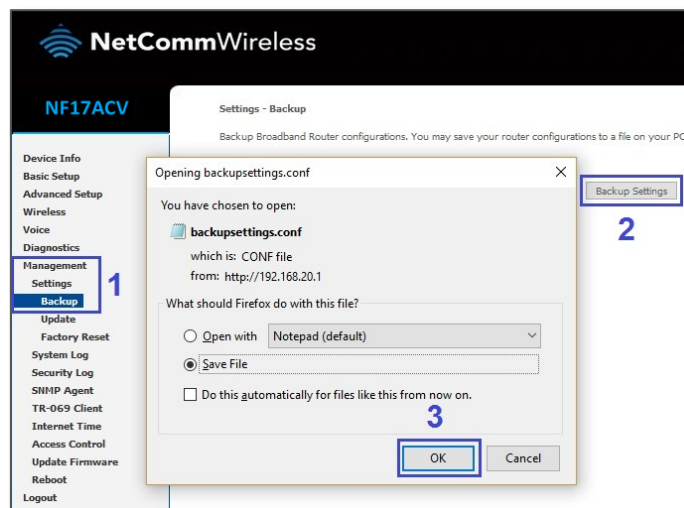 NetCommWireless
NF17ACV
Settings - Backup
Backup Broadband Router configurations. You may save your router configurations to a file on your PC
Device Info
Basic Setup
Advanced Setup
Wireless
Voice
Diagnostics
Management
Settings
Backup
Update
Factory Reset
System Log
Security Log
SNMP Agent
TR-069 Client
Internet Time
Access Control
Update Firmware
Reboot
Logout
1
Backup Settings
2
Opening backupsettings.conf
You have chosen to open:
backupsettings.conf
which is: CONF file
from: http://192.168.20.1
What should Firefox do with this file?
Open with Notepad (default)
Save File
Do this automatically for files like this from now on.
3
OK Cancel